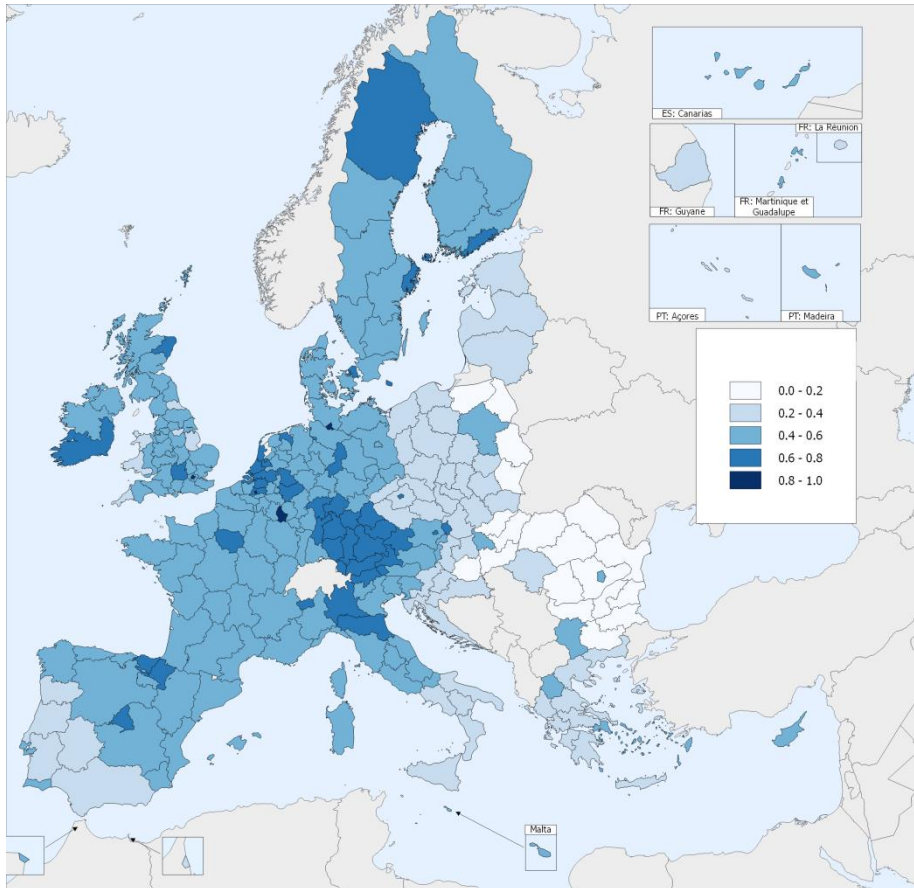 ES: Canarias
FR: La Réunion
FR: Guyane
FR: Martinique et
Guadalupe
PT: Açores
PT: Madeira
0.0 - 0.2
0.2 - 0.4
0.4 - 0.6
0.6 - 0.8
0.8 - 1.0
Malta